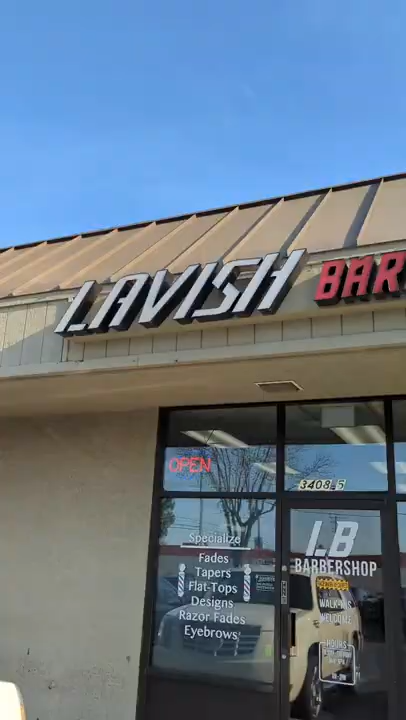 LAVISH BAR
OPEN
3408-5
Specialize
Fades
Tapers
Flat-Tops
Designs
Razor Fades
Eyebrows
LB
BARBERSHOP
WALK-INS
WELCOME
HOURS